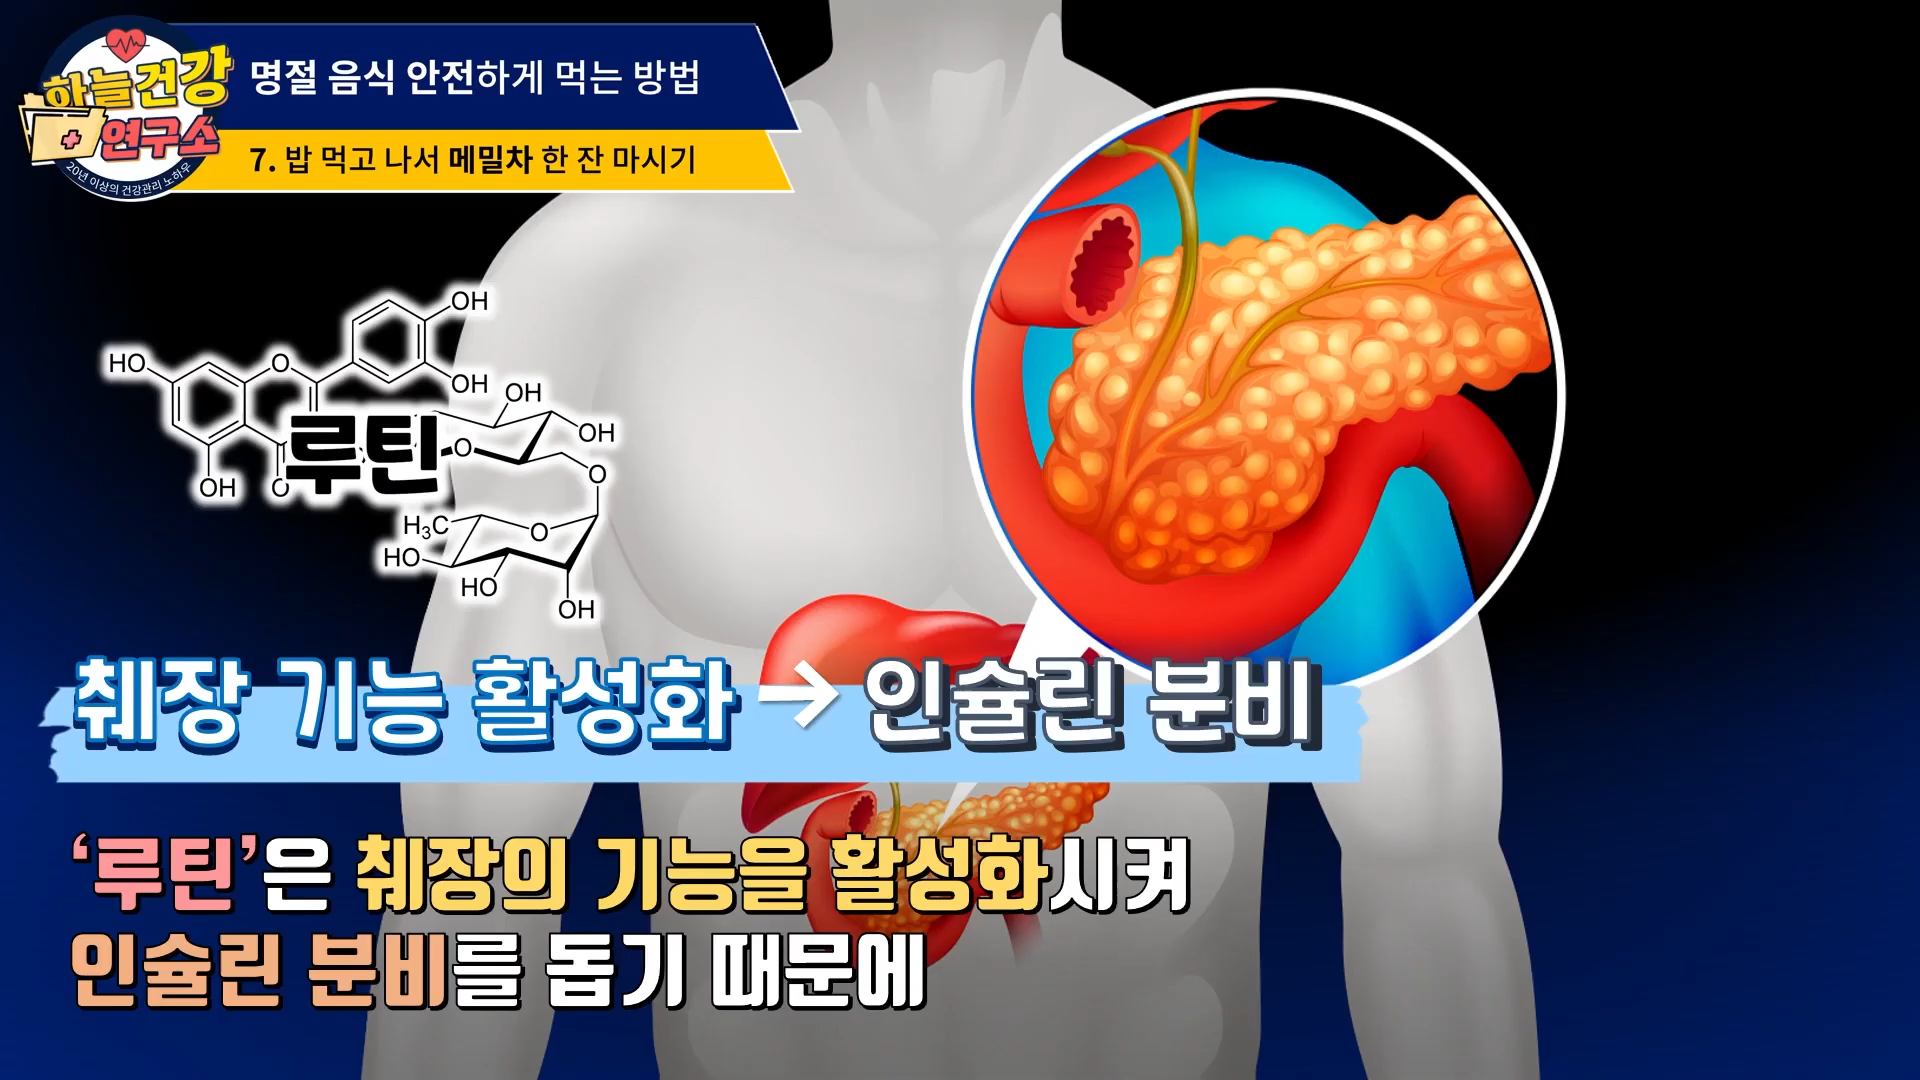 하늘건강
연구소
20년 이상의 건강관리 노하우
명절 음식 안전하게 먹는 방법
7. 밥 먹고 나서 메밀차 한 잔 마시기
OH
HO
O
OH
OH
OH
루틴
O
OH
O
O
H₃C
O
HO
HO
OH
췌장 기능 활성화 → 인슐린 분비
‘루틴’은 췌장의 기능을 활성화시켜
인슐린 분비를 돕기 때문에